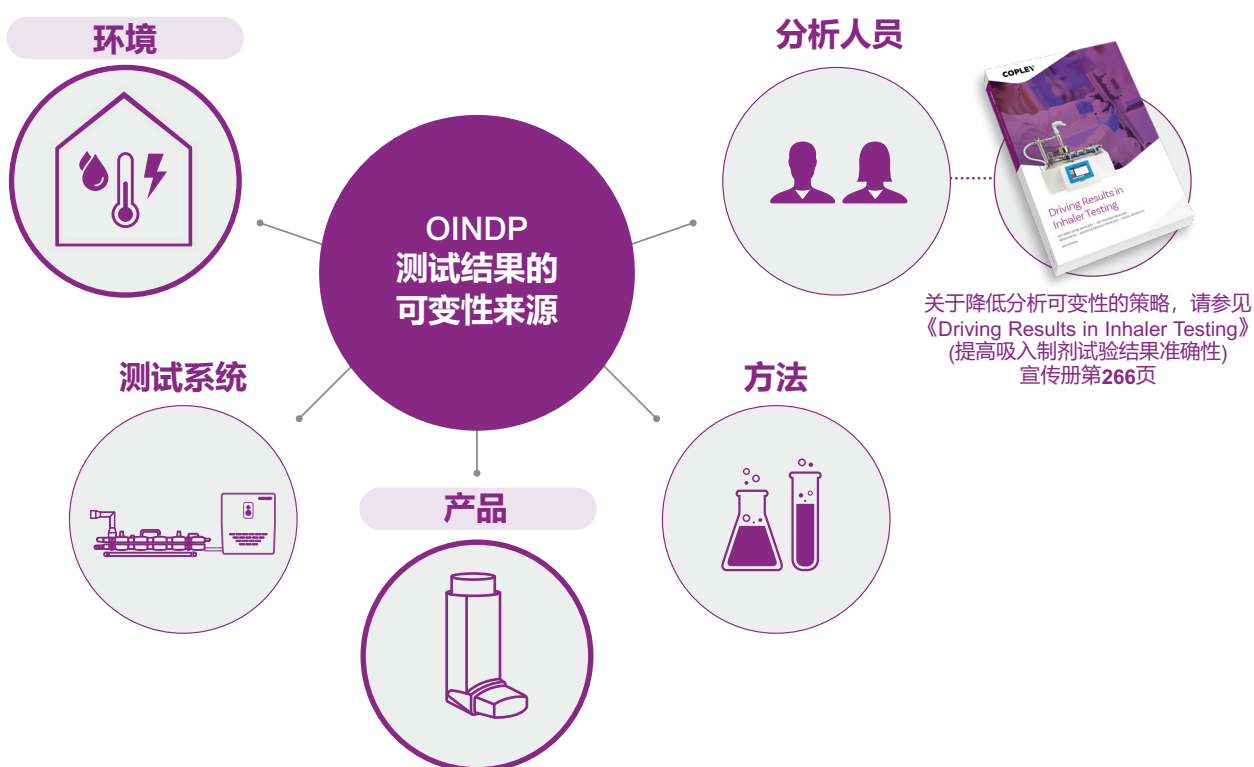 环境
分析人员
COPLEY
Driving Results in
Inhaler Testing
OINDP
测试结果的
可变性来源
关于降低分析可变性的策略，请参见
《Driving Results in Inhaler Testing》
(提高吸入制剂试验结果准确性)
宣传册第266页
测试系统
方法
产品